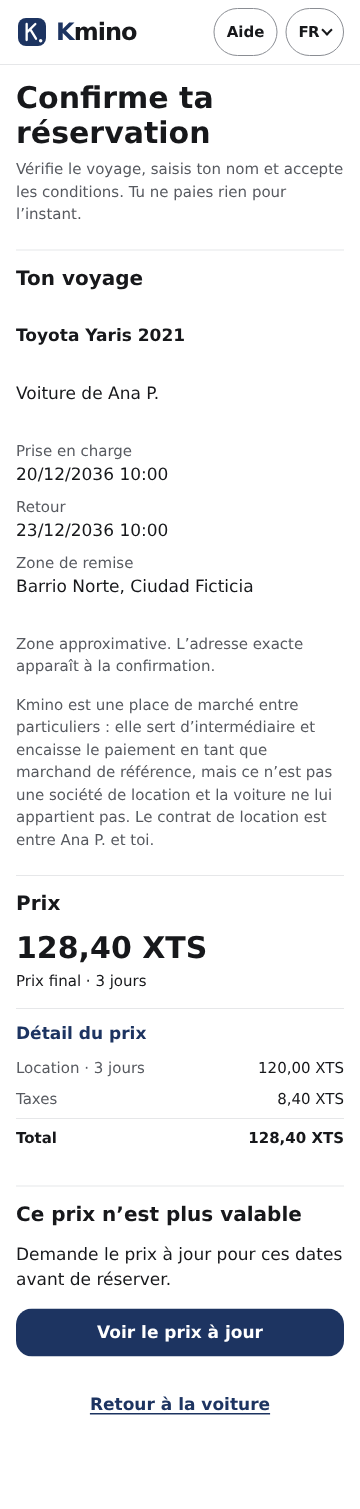 K. Kmino Aide FR
Confirme ta
réservation
Vérifie le voyage, saisis ton nom et accepte
les conditions. Tu ne paies rien pour
l’instant.
Ton voyage
Toyota Yaris 2021
Voiture de Ana P.
Prise en charge
20/12/2036 10:00
Retour
23/12/2036 10:00
Zone de remise
Barrio Norte, Ciudad Ficticia
Zone approximative. L’adresse exacte
apparaît à la confirmation.
Kmino est une place de marché entre
particuliers : elle sert d’intermédiaire et
encaisse le paiement en tant que
marchand de référence, mais ce n’est pas
une société de location et la voiture ne lui
appartient pas. Le contrat de location est
entre Ana P. et toi.
Prix
128,40 XTS
Prix final · 3 jours
Détail du prix
Location · 3 jours 120,00 XTS
Taxes 8,40 XTS
Total 128,40 XTS
Ce prix n’est plus valable
Demande le prix à jour pour ces dates
avant de réserver.
Voir le prix à jour
Retour à la voiture